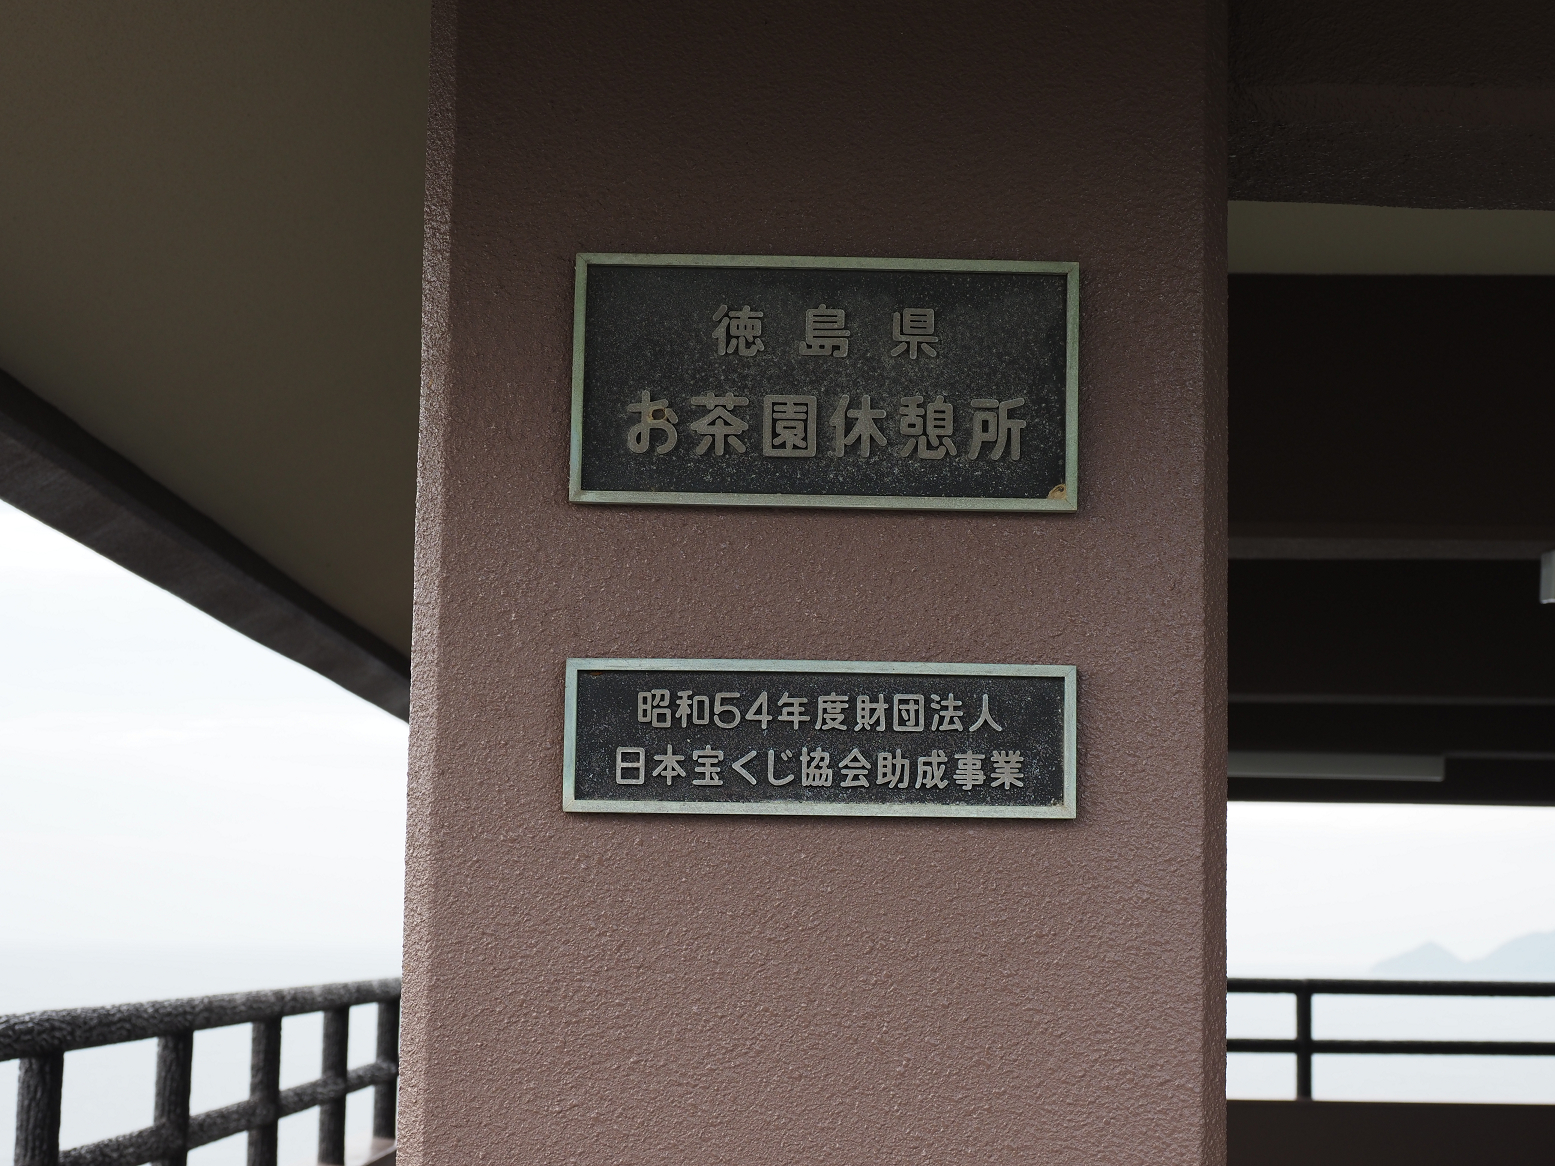 徳島県
お茶園休憩所
昭和54年度財団法人
日本宝くじ協会助成事業